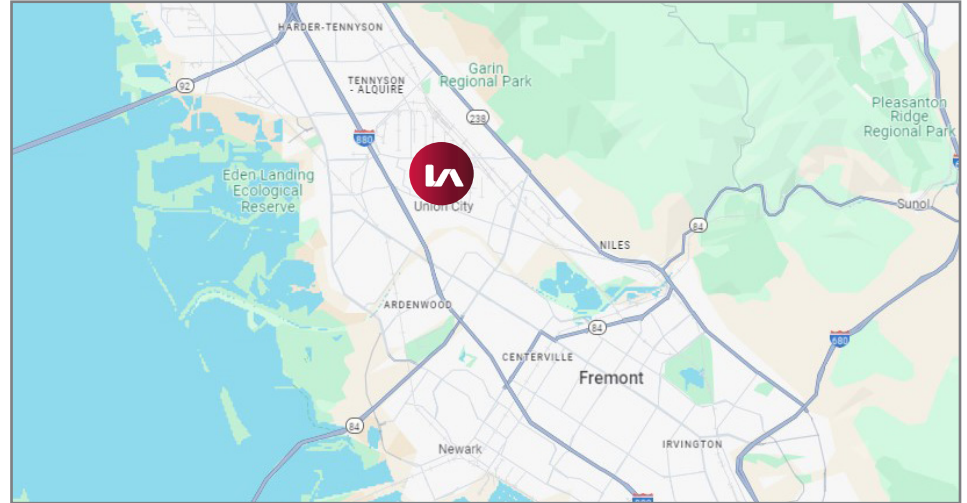 HARDER-TENNYSON
92
TENNYSON
- ALQUIRE
Garin
Regional Park
238
880
Pleasanton
Ridge
Regional Park
Eden Landing
Ecological
Reserve
Union City
Sunol
84
NILES
ARDENWOOD
84
680
CENTERVILLE
Fremont
84
Newark
IRVINGTON